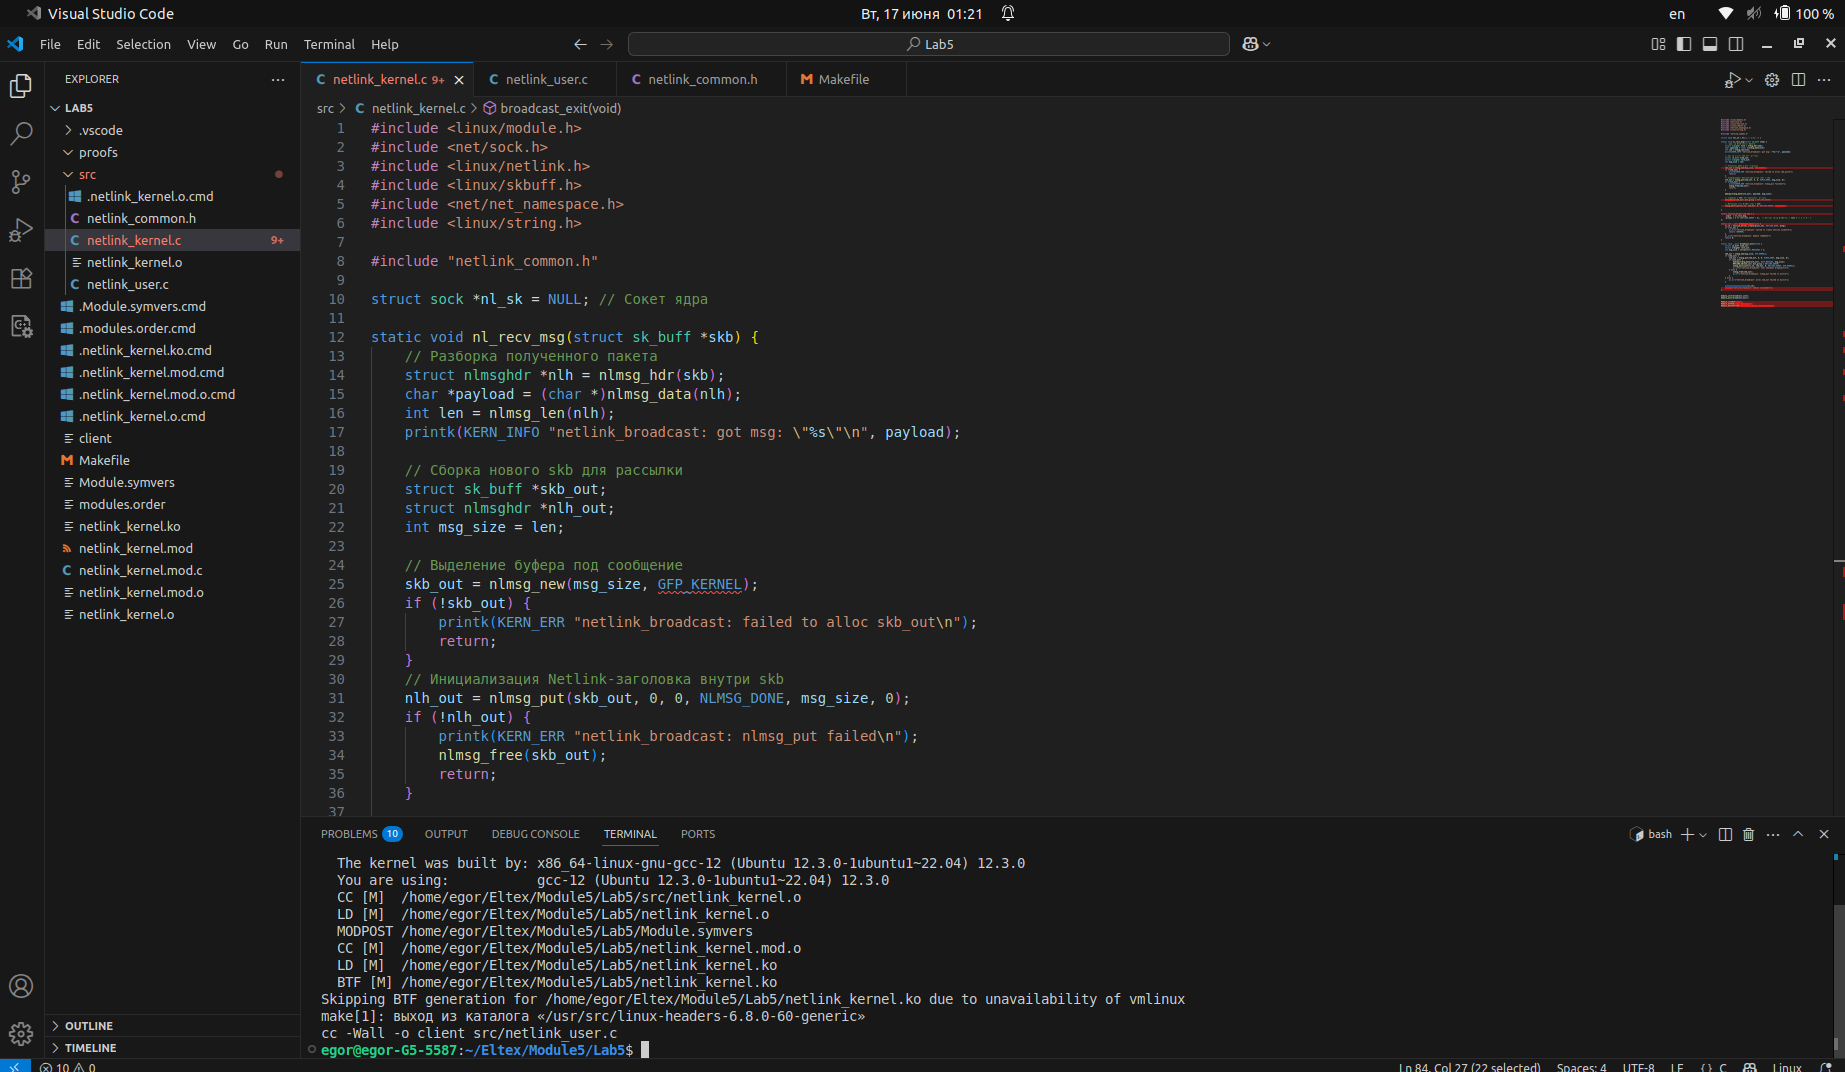 Visual Studio Code
Вт, 17 июня 01:21
en
100 %
File Edit Selection View Go Run Terminal Help
Lab5
EXPLORER
LAB5
.vscode
proofs
src
.netlink_kernel.o.cmd
netlink_common.h
netlink_kernel.c 9+
netlink_kernel.o
netlink_user.c
.Module.symvers.cmd
.modules.order.cmd
.netlink_kernel.ko.cmd
.netlink_kernel.mod.cmd
.netlink_kernel.mod.o.cmd
.netlink_kernel.o.cmd
client
Makefile
Module.symvers
modules.order
netlink_kernel.ko
netlink_kernel.mod
netlink_kernel.mod.c
netlink_kernel.mod.o
netlink_kernel.o
OUTLINE
TIMELINE
netlink_kernel.c 9+
netlink_user.c
netlink_common.h
Makefile
src > netlink_kernel.c > broadcast_exit(void)
1 #include <linux/module.h>
2 #include <net/sock.h>
3 #include <linux/netlink.h>
4 #include <linux/skbuff.h>
5 #include <net/net_namespace.h>
6 #include <linux/string.h>
7
8 #include "netlink_common.h"
9
10 struct sock *nl_sk = NULL; // Сокет ядра
11
12 static void nl_recv_msg(struct sk_buff *skb) {
13 // Разборка полученного пакета
14 struct nlmsghdr *nlh = nlmsg_hdr(skb);
15 char *payload = (char *)nlmsg_data(nlh);
16 int len = nlmsg_len(nlh);
17 printk(KERN_INFO "netlink_broadcast: got msg: \"%s\"\n", payload);
18
19 // Сборка нового skb для рассылки
20 struct sk_buff *skb_out;
21 struct nlmsghdr *nlh_out;
22 int msg_size = len;
23
24 // Выделение буфера под сообщение
25 skb_out = nlmsg_new(msg_size, GFP_KERNEL);
26 if (!skb_out) {
27 printk(KERN_ERR "netlink_broadcast: failed to alloc skb_out\n");
28 return;
29 }
30 // Инициализация Netlink-заголовка внутри skb
31 nlh_out = nlmsg_put(skb_out, 0, 0, NLMSG_DONE, msg_size, 0);
32 if (!nlh_out) {
33 printk(KERN_ERR "netlink_broadcast: nlmsg_put failed\n");
34 nlmsg_free(skb_out);
35 return;
36 }
37
PROBLEMS 10 OUTPUT DEBUG CONSOLE TERMINAL PORTS
bash
The kernel was built by: x86_64-linux-gnu-gcc-12 (Ubuntu 12.3.0-1ubuntu1~22.04) 12.3.0
You are using: gcc-12 (Ubuntu 12.3.0-1ubuntu1~22.04) 12.3.0
CC [M] /home/egor/Eltex/Module5/Lab5/src/netlink_kernel.o
LD [M] /home/egor/Eltex/Module5/Lab5/netlink_kernel.o
MODPOST /home/egor/Eltex/Module5/Lab5/Module.symvers
CC [M] /home/egor/Eltex/Module5/Lab5/netlink_kernel.mod.o
LD [M] /home/egor/Eltex/Module5/Lab5/netlink_kernel.ko
BTF [M] /home/egor/Eltex/Module5/Lab5/netlink_kernel.ko
Skipping BTF generation for /home/egor/Eltex/Module5/Lab5/netlink_kernel.ko due to unavailability of vmlinux
make[1]: выход из каталога «/usr/src/linux-headers-6.8.0-60-generic»
cc -Wall -o client src/netlink_user.c
egor@egor-G5-5587:~/Eltex/Module5/Lab5$
10 0
Ln 84, Col 27 (22 selected) Spaces: 4 UTF-8 LF {} C Linux